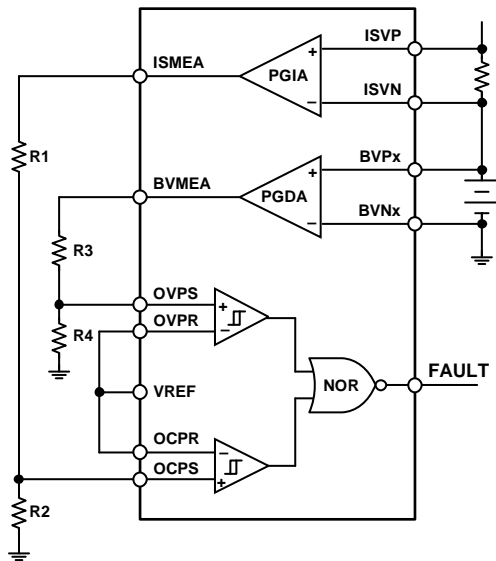 ISMEA
ISVP
PGIA
+
−
ISVN
R1
BVMEA
BVPx
PGDA
+
−
BVNx
R3
R4
OVPS
+
OVPR
−
VREF
NOR
FAULT
OCPR
−
OCPS
+
R2